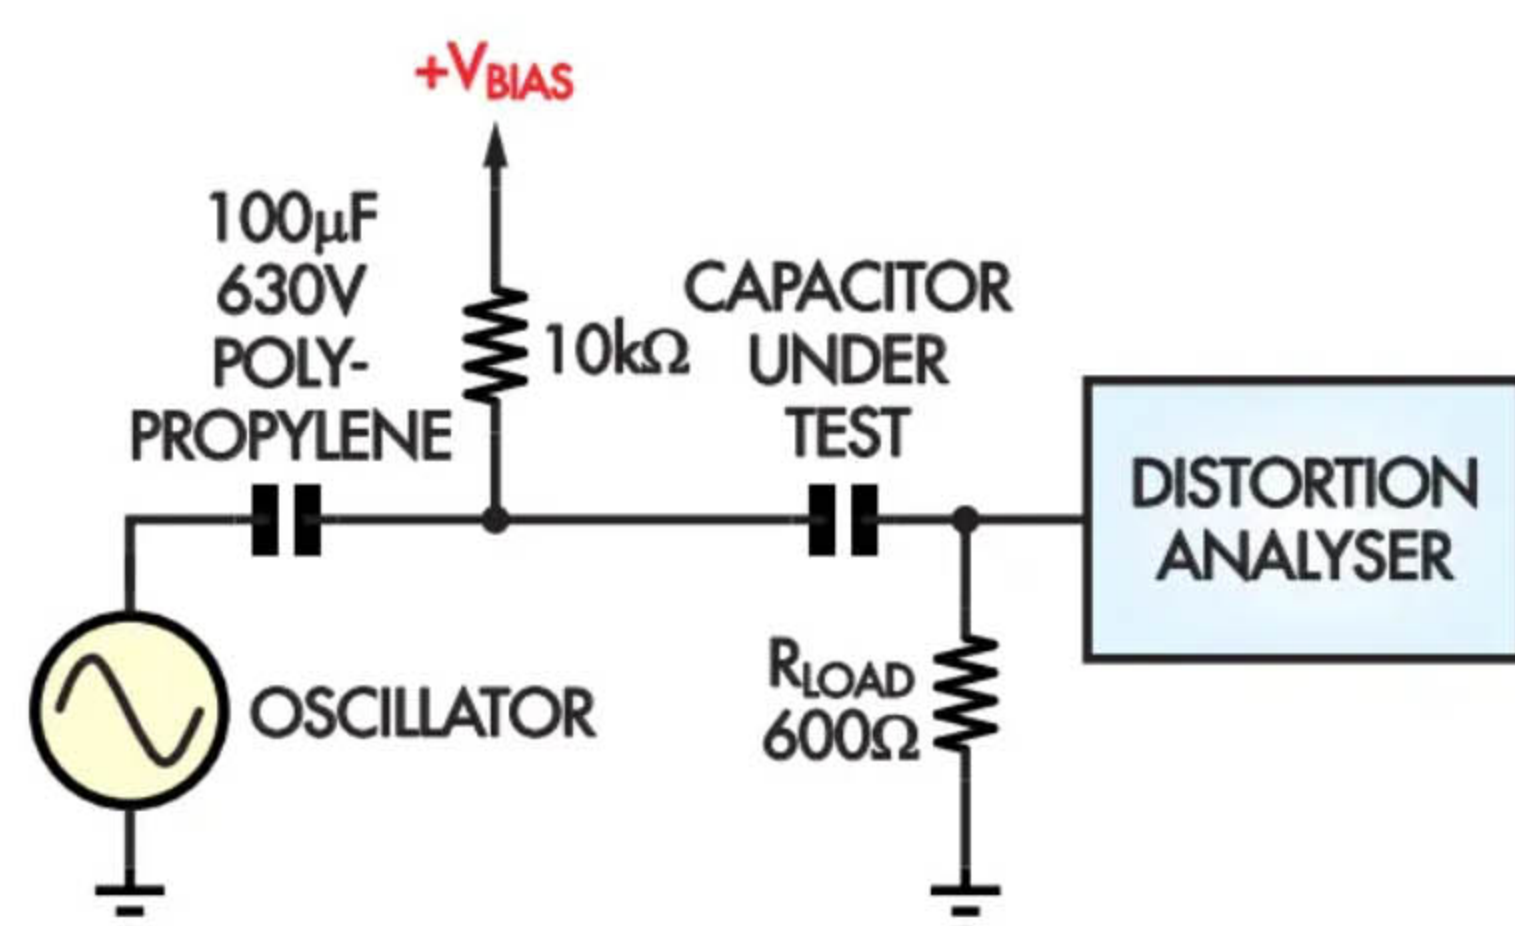 +VBIAS
100µF
630V
POLY-
PROPYLENE
10kΩ
CAPACITOR
UNDER
TEST
DISTORTION
ANALYSER
OSCILLATOR
RLOAD
600Ω